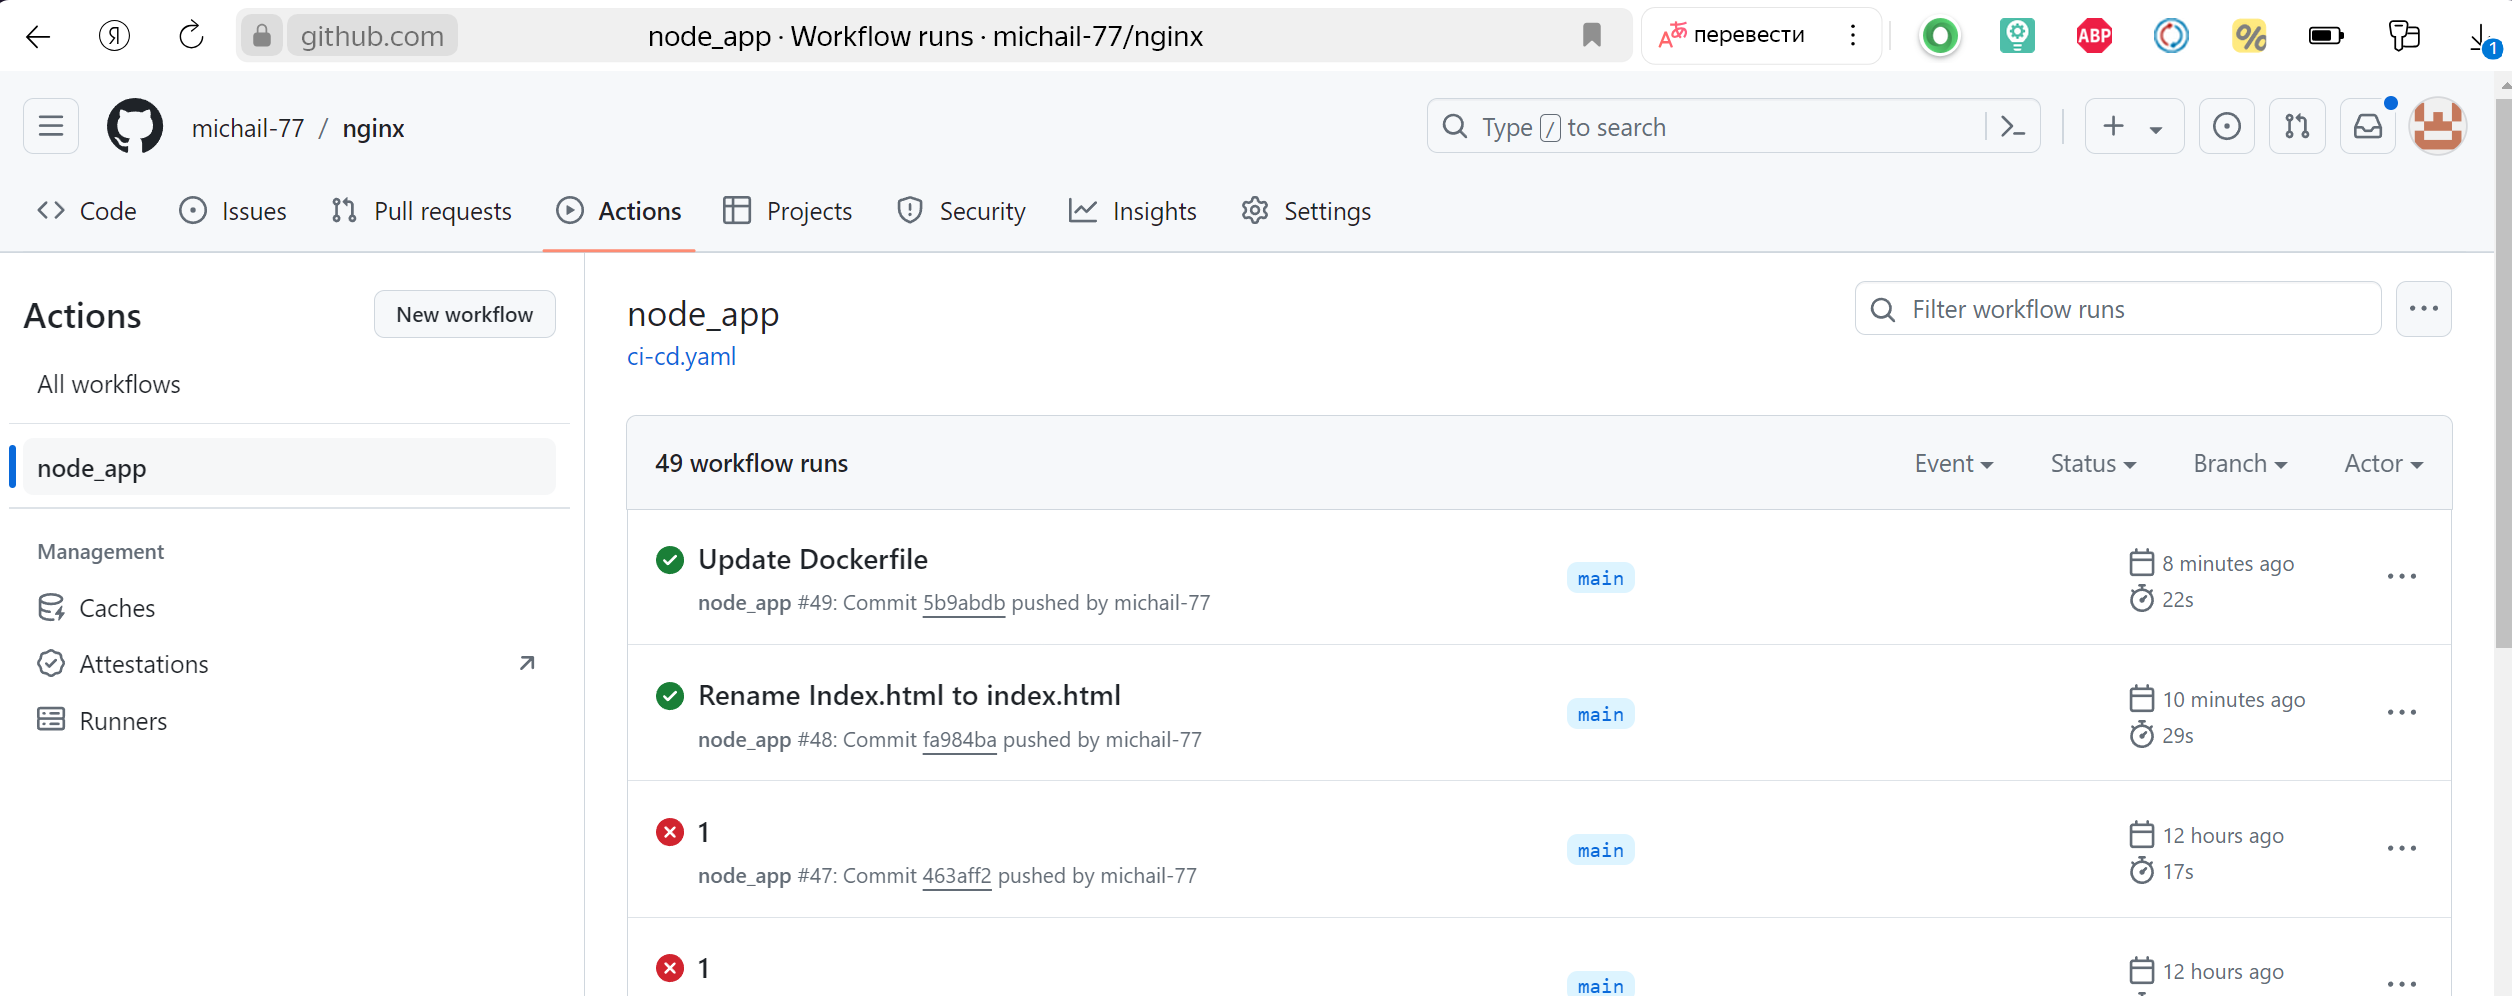 Я
github.com
node_app · Workflow runs · michail-77/nginx
перевести
ABP
%
1
michail-77 / nginx
Type / to search
Code
Issues
Pull requests
Actions
Projects
Security
Insights
Settings
Actions
New workflow
All workflows
node_app
Management
Caches
Attestations
Runners
node_app
ci-cd.yaml
Filter workflow runs
49 workflow runs
Event
Status
Branch
Actor
Update Dockerfile
node_app #49: Commit 5b9abdb pushed by michail-77
main
8 minutes ago
22s
Rename Index.html to index.html
node_app #48: Commit fa984ba pushed by michail-77
main
10 minutes ago
29s
1
node_app #47: Commit 463aff2 pushed by michail-77
main
12 hours ago
17s
1
main
12 hours ago